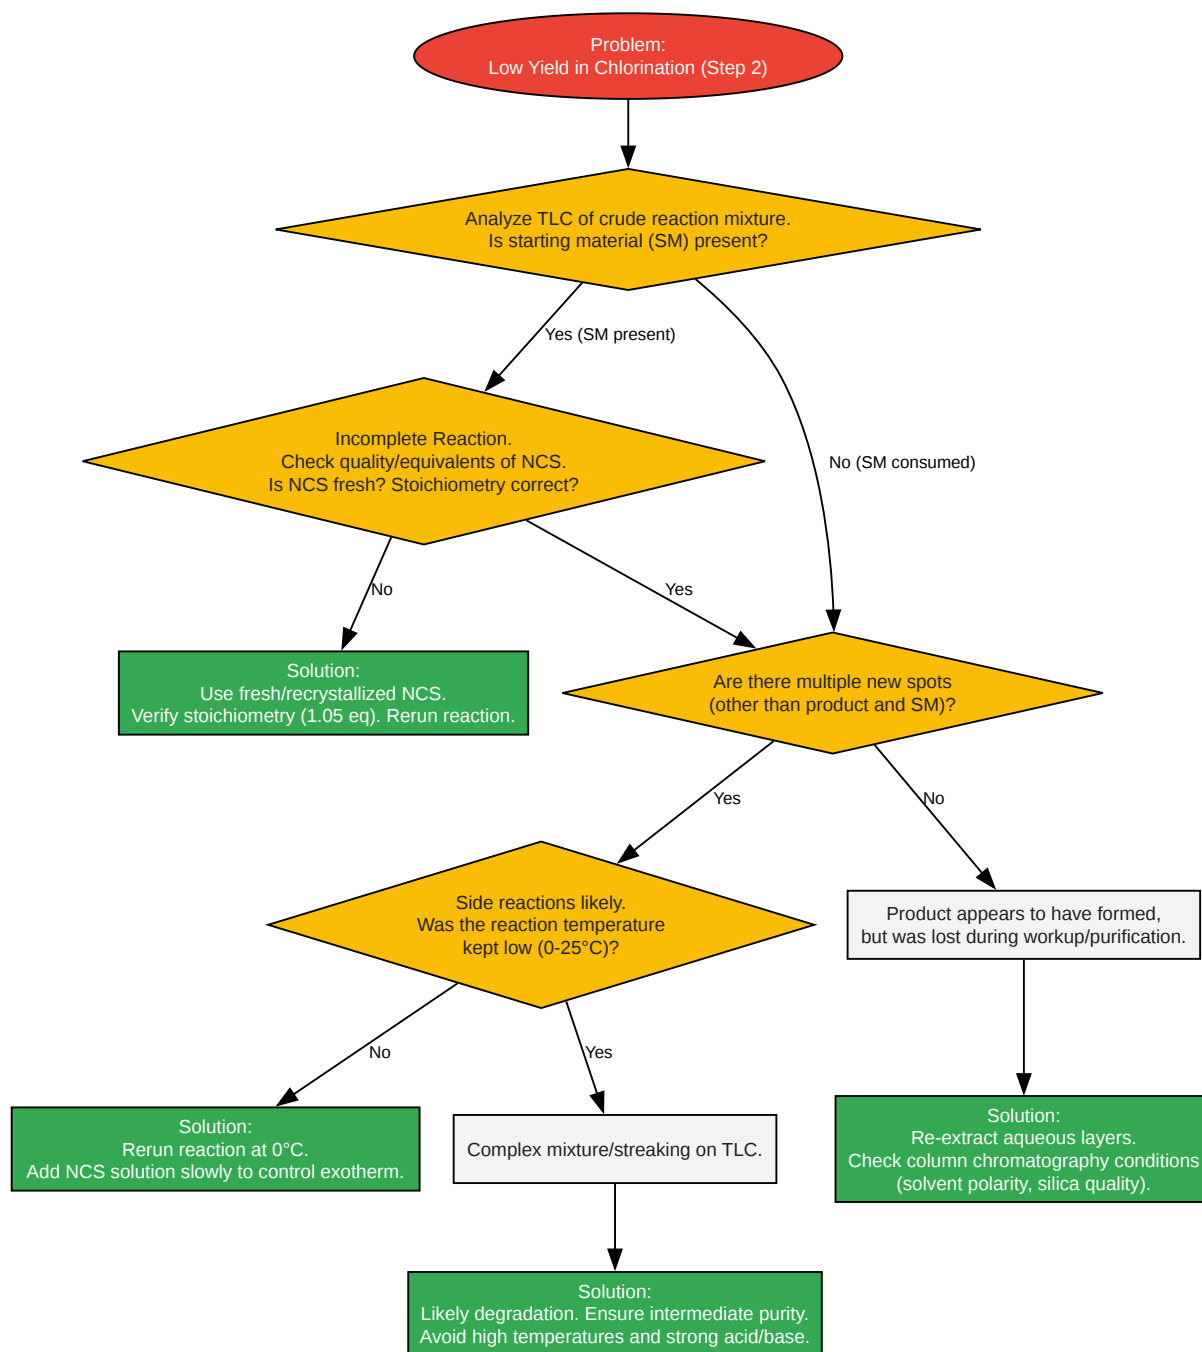 Problem:
Low Yield in Chlorination (Step 2)
Analyze TLC of crude reaction mixture.
Is starting material (SM) present?
Yes (SM present)
No (SM consumed)
Incomplete Reaction.
Check quality/equivalents of NCS.
Is NCS fresh? Stoichiometry correct?
No
Yes
Solution:
Use fresh/recrystallized NCS.
Verify stoichiometry (1.05 eq). Rerun reaction.
Are there multiple new spots
(other than product and SM)?
Yes
No
Side reactions likely.
Was the reaction temperature
kept low (0-25°C)?
Product appears to have formed,
but was lost during workup/purification.
No
Yes
Solution:
Rerun reaction at 0°C.
Add NCS solution slowly to control exotherm.
Complex mixture/streaking on TLC.
Solution:
Re-extract aqueous layers.
Check column chromatography conditions
(solvent polarity, silica quality).
Solution:
Likely degradation. Ensure intermediate purity.
Avoid high temperatures and strong acid/base.